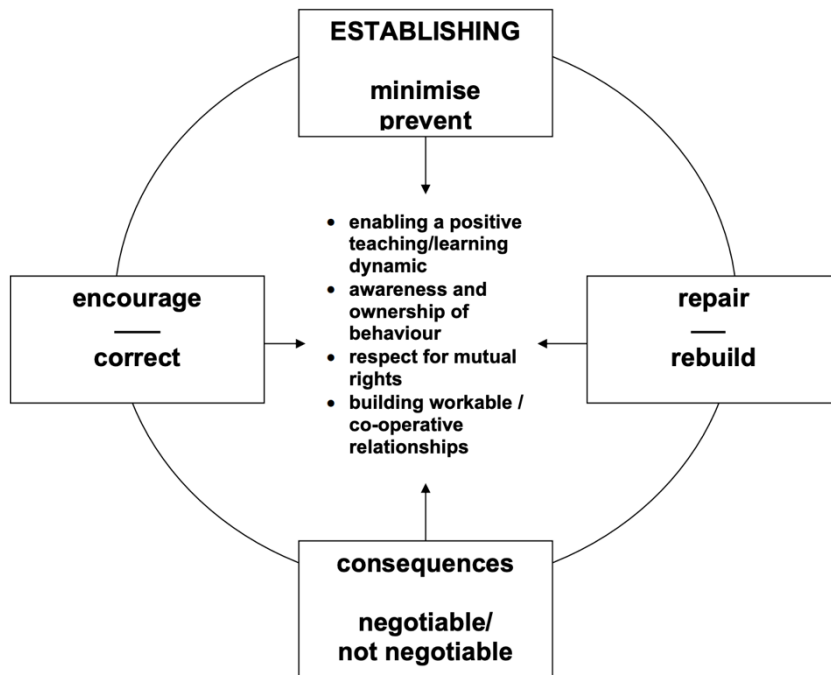 ESTABLISHING
minimise
prevent
• enabling a positive
teaching/learning
dynamic
• awareness and
ownership of
behaviour
• respect for mutual
rights
• building workable /
co-operative
relationships
encourage
correct
repair
rebuild
consequences
negotiable/
not negotiable